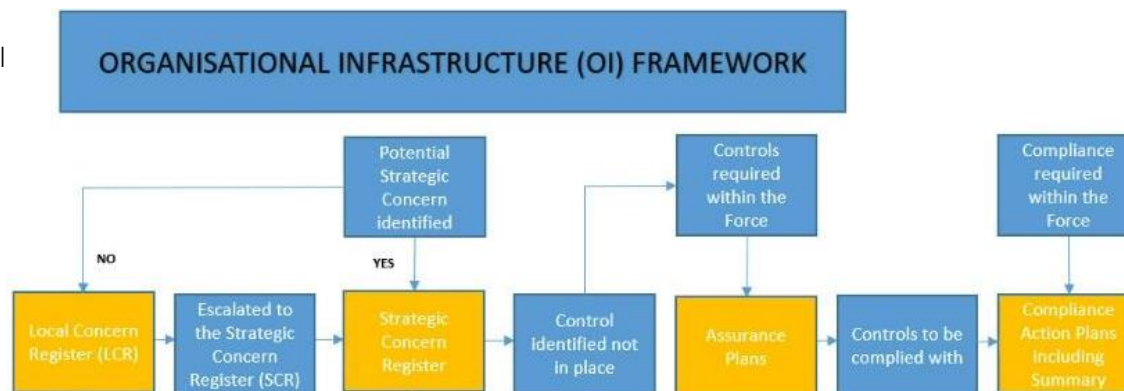 ORGANISATIONAL INFRASTRUCTURE (OI) FRAMEWORK
Potential
Strategic
Concern
identified
Controls
required
within the
Force
Compliance
required
within the
Force
NO
YES
Local Concern
Register (LCR)
Escalated to
the Strategic
Concern
Register (SCR)
Strategic
Concern
Register
Control
Identified not
in place
Assurance
Plans
Controls to be
complied with
Compliance
Action Plans
Including
Summary